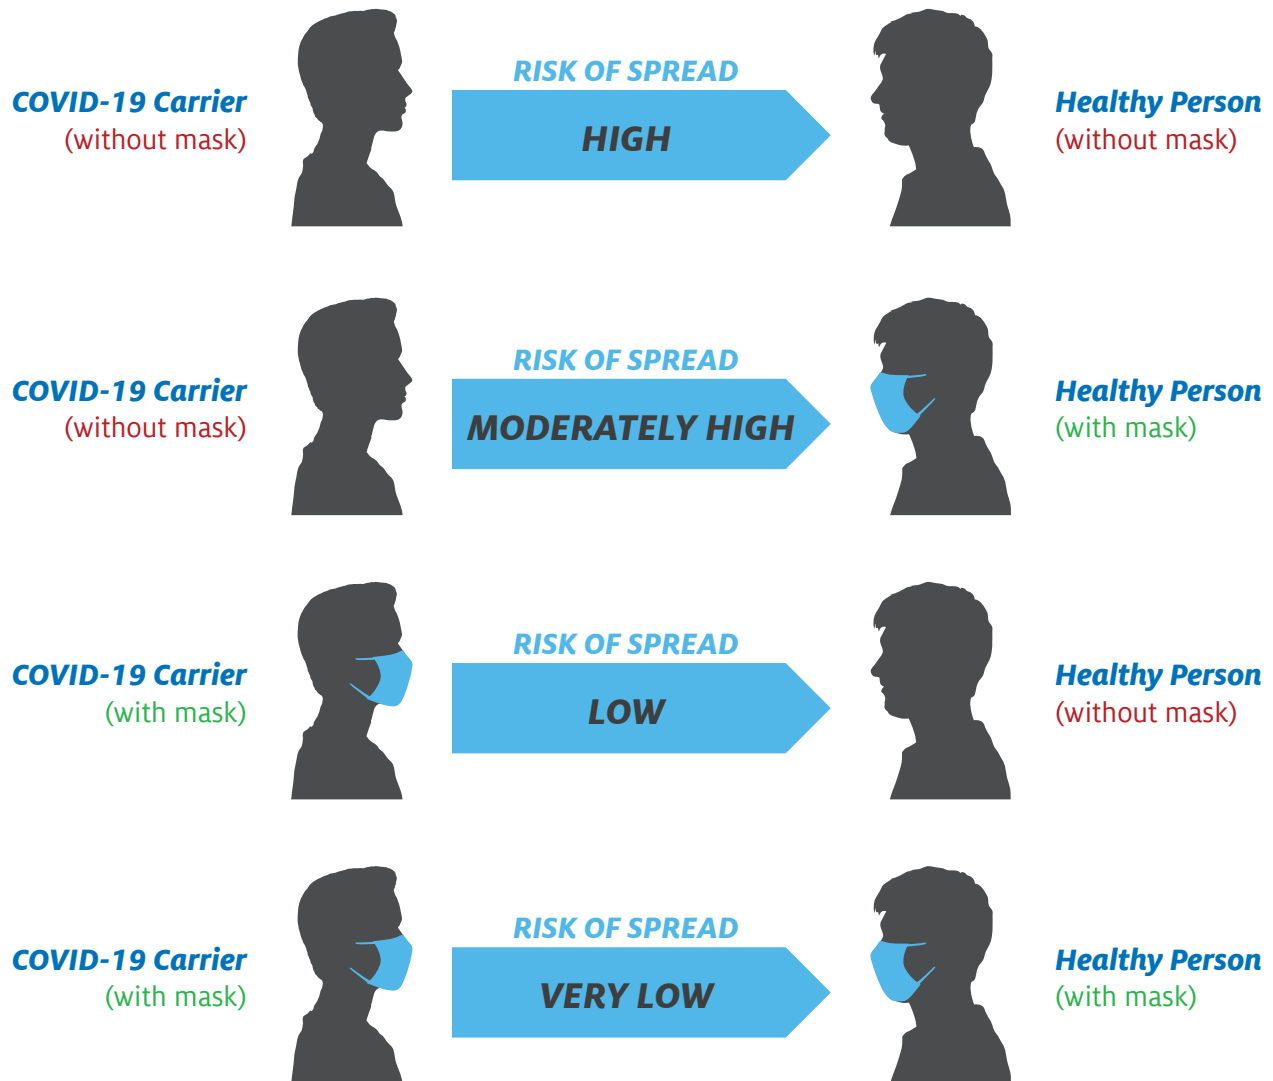 RISK OF SPREAD
COVID-19 Carrier
(without mask)
HIGH
Healthy Person
(without mask)
RISK OF SPREAD
COVID-19 Carrier
(without mask)
MODERATELY HIGH
Healthy Person
(with mask)
RISK OF SPREAD
COVID-19 Carrier
(with mask)
LOW
Healthy Person
(without mask)
RISK OF SPREAD
COVID-19 Carrier
(with mask)
VERY LOW
Healthy Person
(with mask)